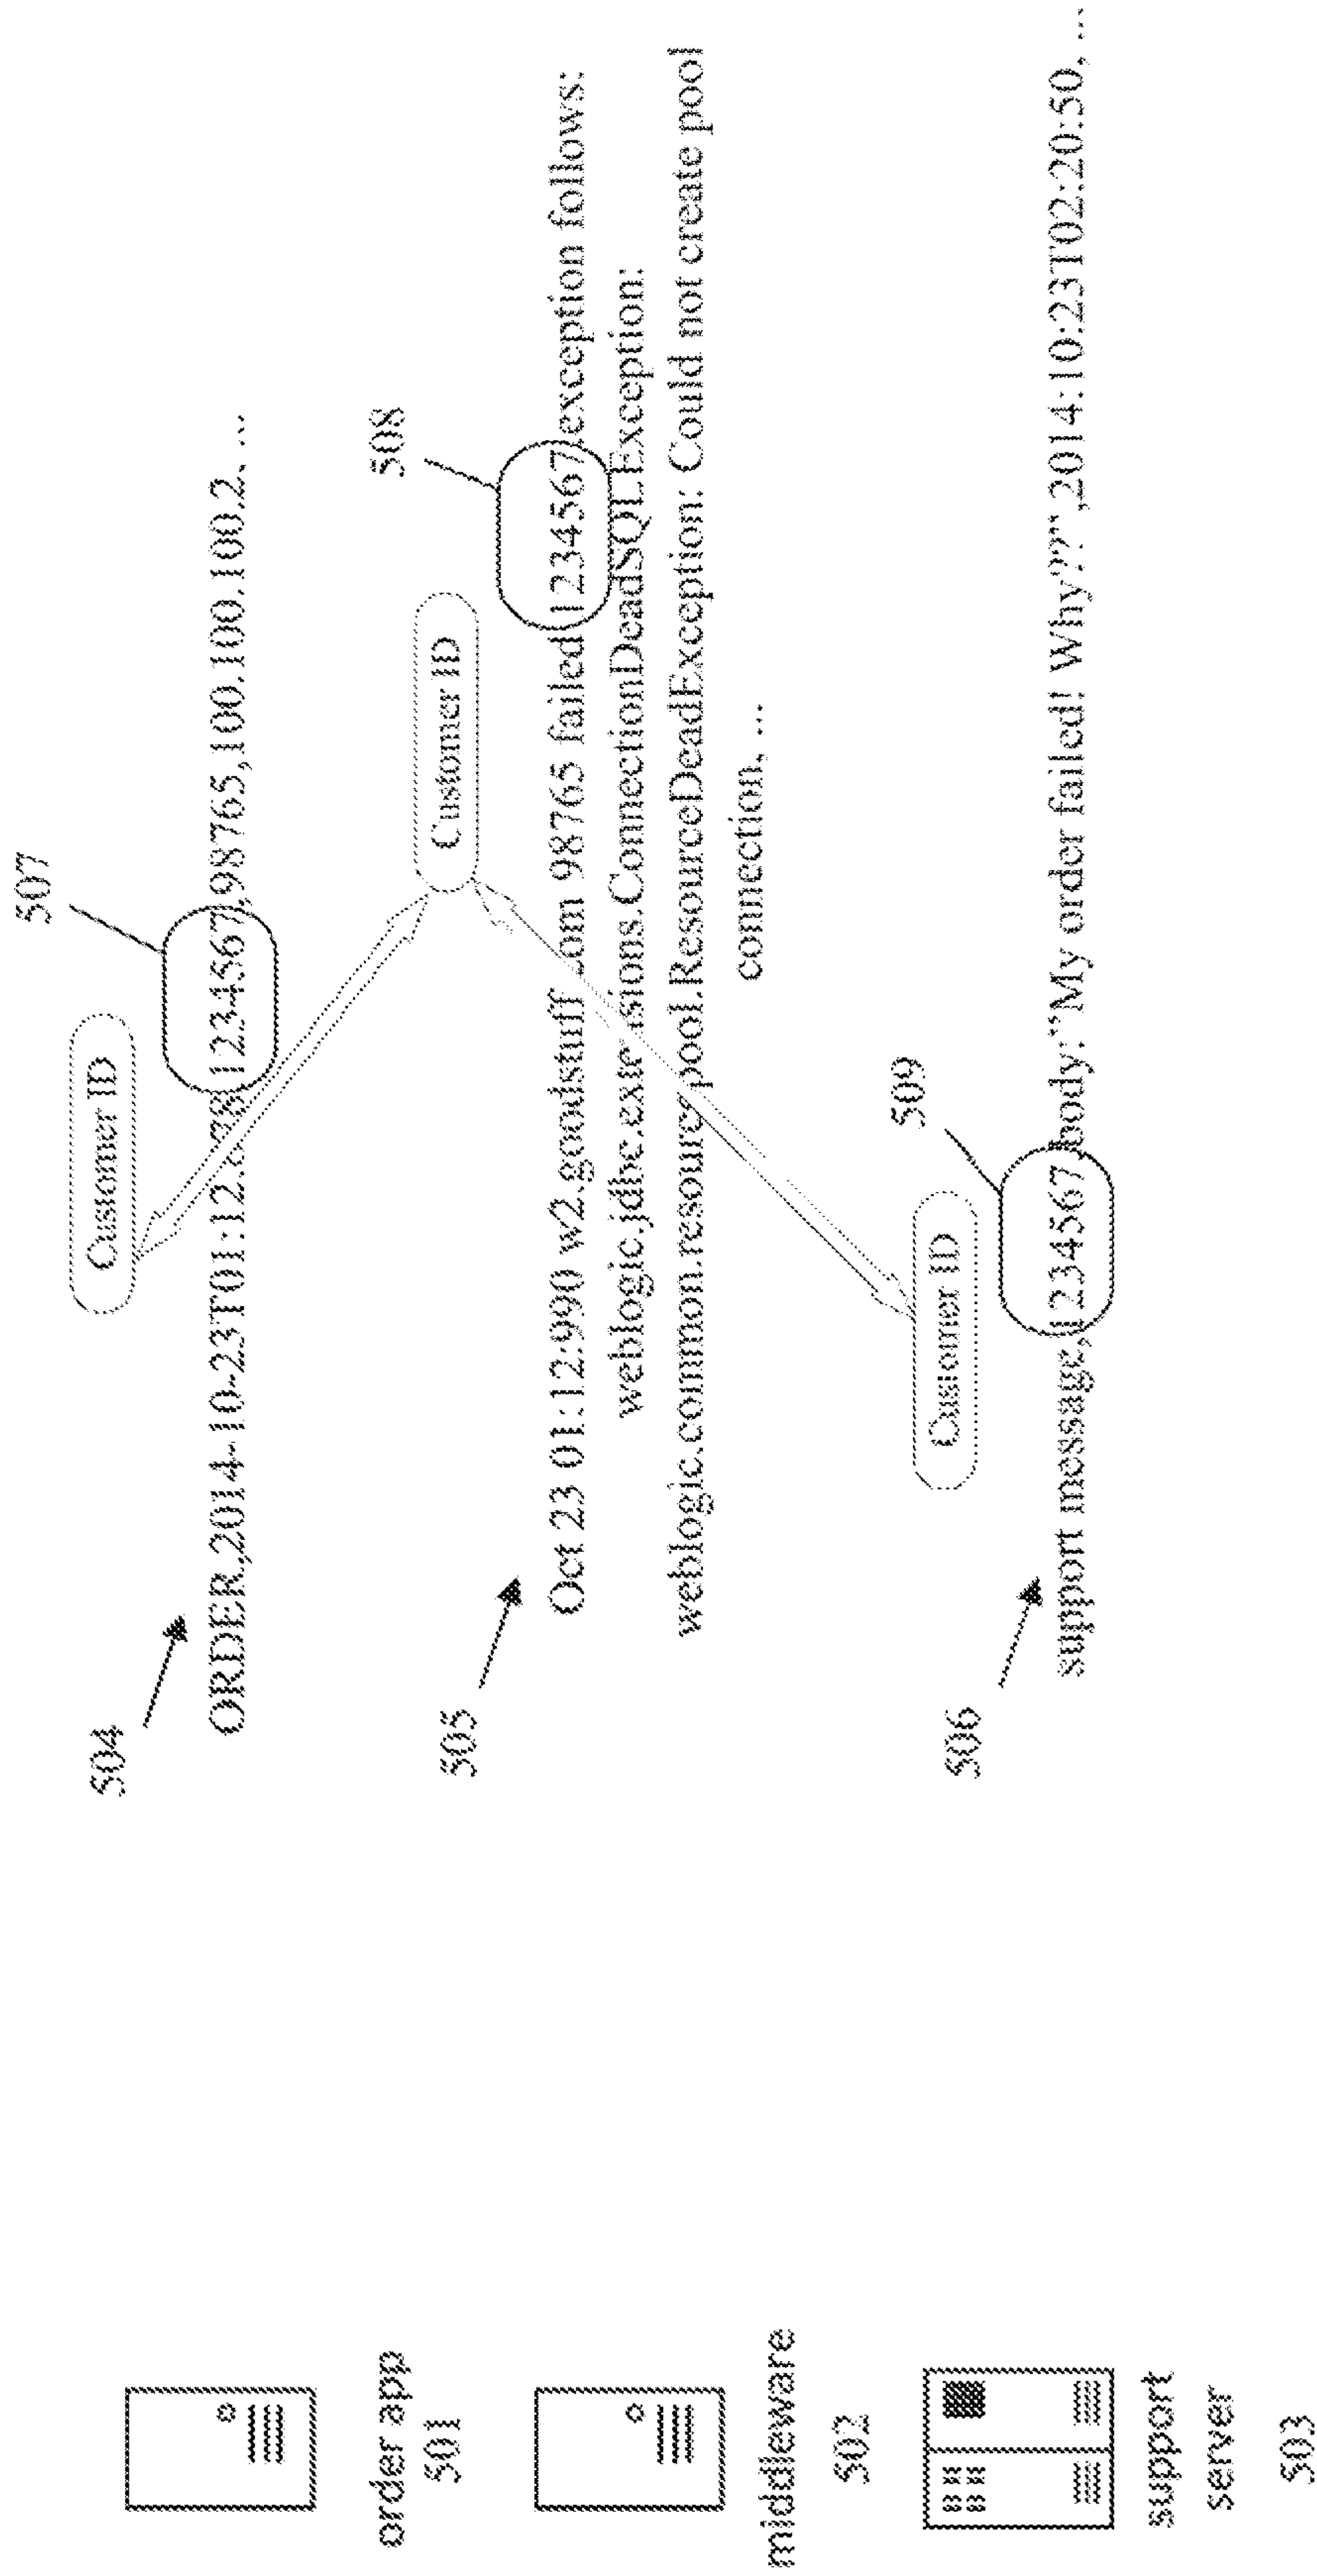 order app
501
504
ORDER,2014-10-23T01:12: 1234567,98765,100.100.100.2, ...
Customer ID
507
middleware
502
505
Customer ID
508
Oct 23 01:12:990 w2.goodstuff.com 98765 failed 1234567 exception follows:
weblogic.jdbc.extensions.ConnectionDeadSQLException:
weblogic.common.resourcepool.ResourceDeadException: Could not create pool
connection, ...
support
server
503
506
Customer ID
509
support message,1234567,body:"My order failed! Why??",2014:10:23T02:20:50, ...